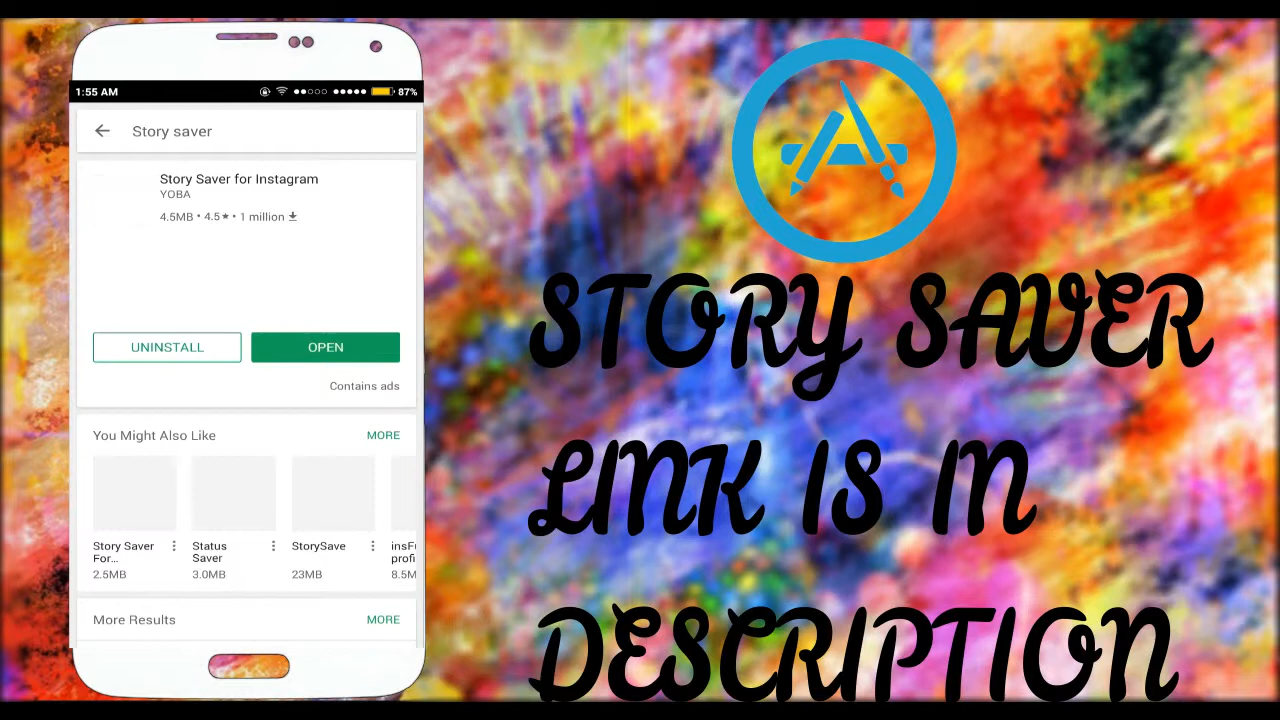 1:55 AM 87%
Story saver
Story Saver for Instagram
YOBA
4.5MB • 4.5★ • 1 million
UNINSTALL OPEN
Contains ads
You Might Also Like MORE
Story Saver For... Status Saver StorySave insF profi
2.5MB 3.0MB 23MB 8.5M
More Results MORE
STORY SAVER
LINK IS IN
DESCRIPTION